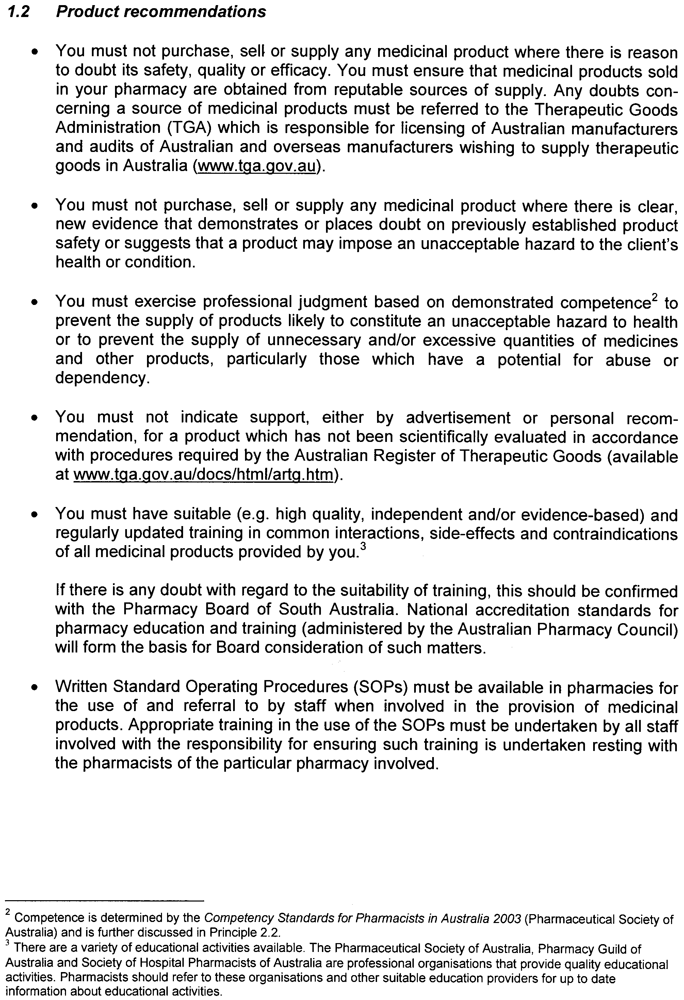 1.2 Product recommendations
• You must not purchase, sell or supply any medicinal product where there is reason
to doubt its safety, quality or efficacy. You must ensure that medicinal products sold
in your pharmacy are obtained from reputable sources of supply. Any doubts con-
cerning a source of medicinal products must be referred to the Therapeutic Goods
Administration (TGA) which is responsible for licensing of Australian manufacturers
and audits of Australian and overseas manufacturers wishing to supply therapeutic
goods in Australia (www.tga.gov.au).
• You must not purchase, sell or supply any medicinal product where there is clear,
new evidence that demonstrates or places doubt on previously established product
safety or suggests that a product may impose an unacceptable hazard to the client's
health or condition.
• You must exercise professional judgment based on demonstrated competence² to
prevent the supply of products likely to constitute an unacceptable hazard to health
or to prevent the supply of unnecessary and/or excessive quantities of medicines
and other products, particularly those which have a potential for abuse or
dependency.
• You must not indicate support, either by advertisement or personal recom-
mendation, for a product which has not been scientifically evaluated in accordance
with procedures required by the Australian Register of Therapeutic Goods (available
at www.tga.gov.au/docs/html/artg.htm).
• You must have suitable (e.g. high quality, independent and/or evidence-based) and
regularly updated training in common interactions, side-effects and contraindications
of all medicinal products provided by you.³
If there is any doubt with regard to the suitability of training, this should be confirmed
with the Pharmacy Board of South Australia. National accreditation standards for
pharmacy education and training (administered by the Australian Pharmacy Council)
will form the basis for Board consideration of such matters.
• Written Standard Operating Procedures (SOPs) must be available in pharmacies for
the use of and referral to by staff when involved in the provision of medicinal
products. Appropriate training in the use of the SOPs must be undertaken by all staff
involved with the responsibility for ensuring such training is undertaken resting with
the pharmacists of the particular pharmacy involved.
² Competence is determined by the Competency Standards for Pharmacists in Australia 2003 (Pharmaceutical Society of
Australia) and is further discussed in Principle 2.2.
³ There are a variety of educational activities available. The Pharmaceutical Society of Australia, Pharmacy Guild of
Australia and Society of Hospital Pharmacists of Australia are professional organisations that provide quality educational
activities. Pharmacists should refer to these organisations and other suitable education providers for up to date
information about educational activities.